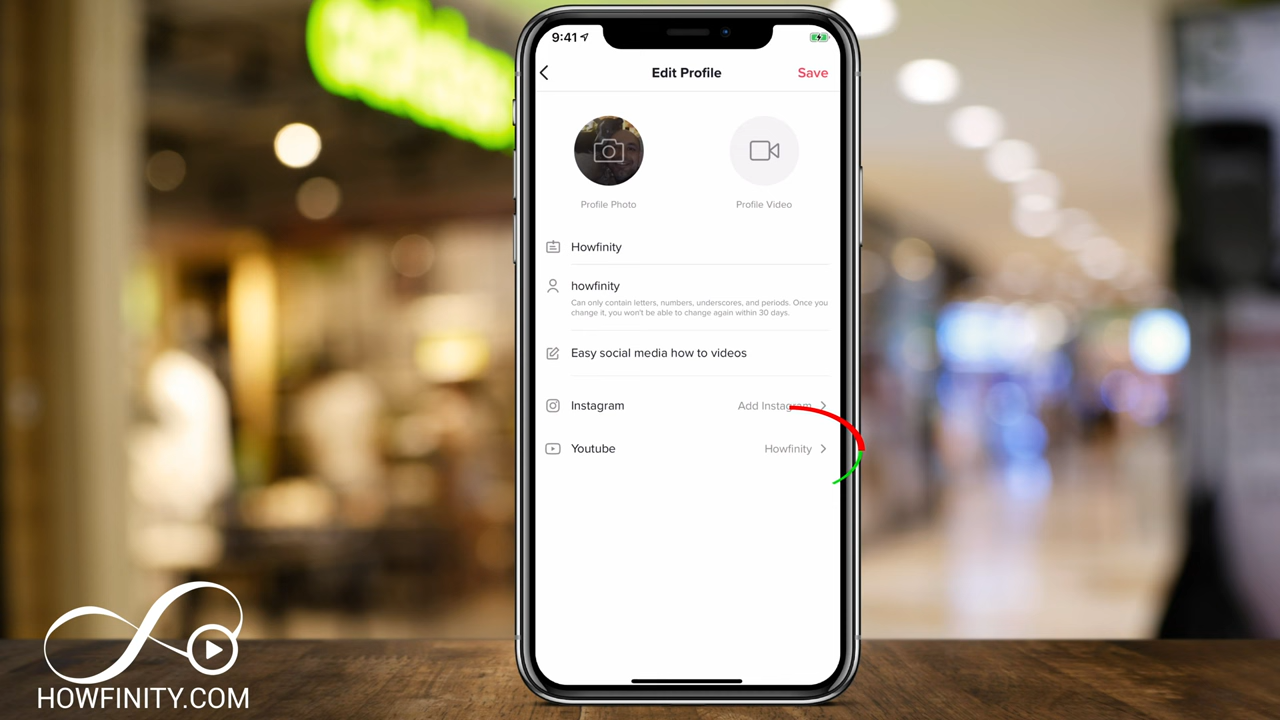 9:41
Edit Profile
Save
Profile Photo
Profile Video
Howfinity
howfinity
Can only contain letters, numbers, underscores, and periods. Once you
change it, you won't be able to change again within 30 days.
Easy social media how to videos
Instagram
Add Instagram
Youtube
Howfinity
HOWFINITY.COM